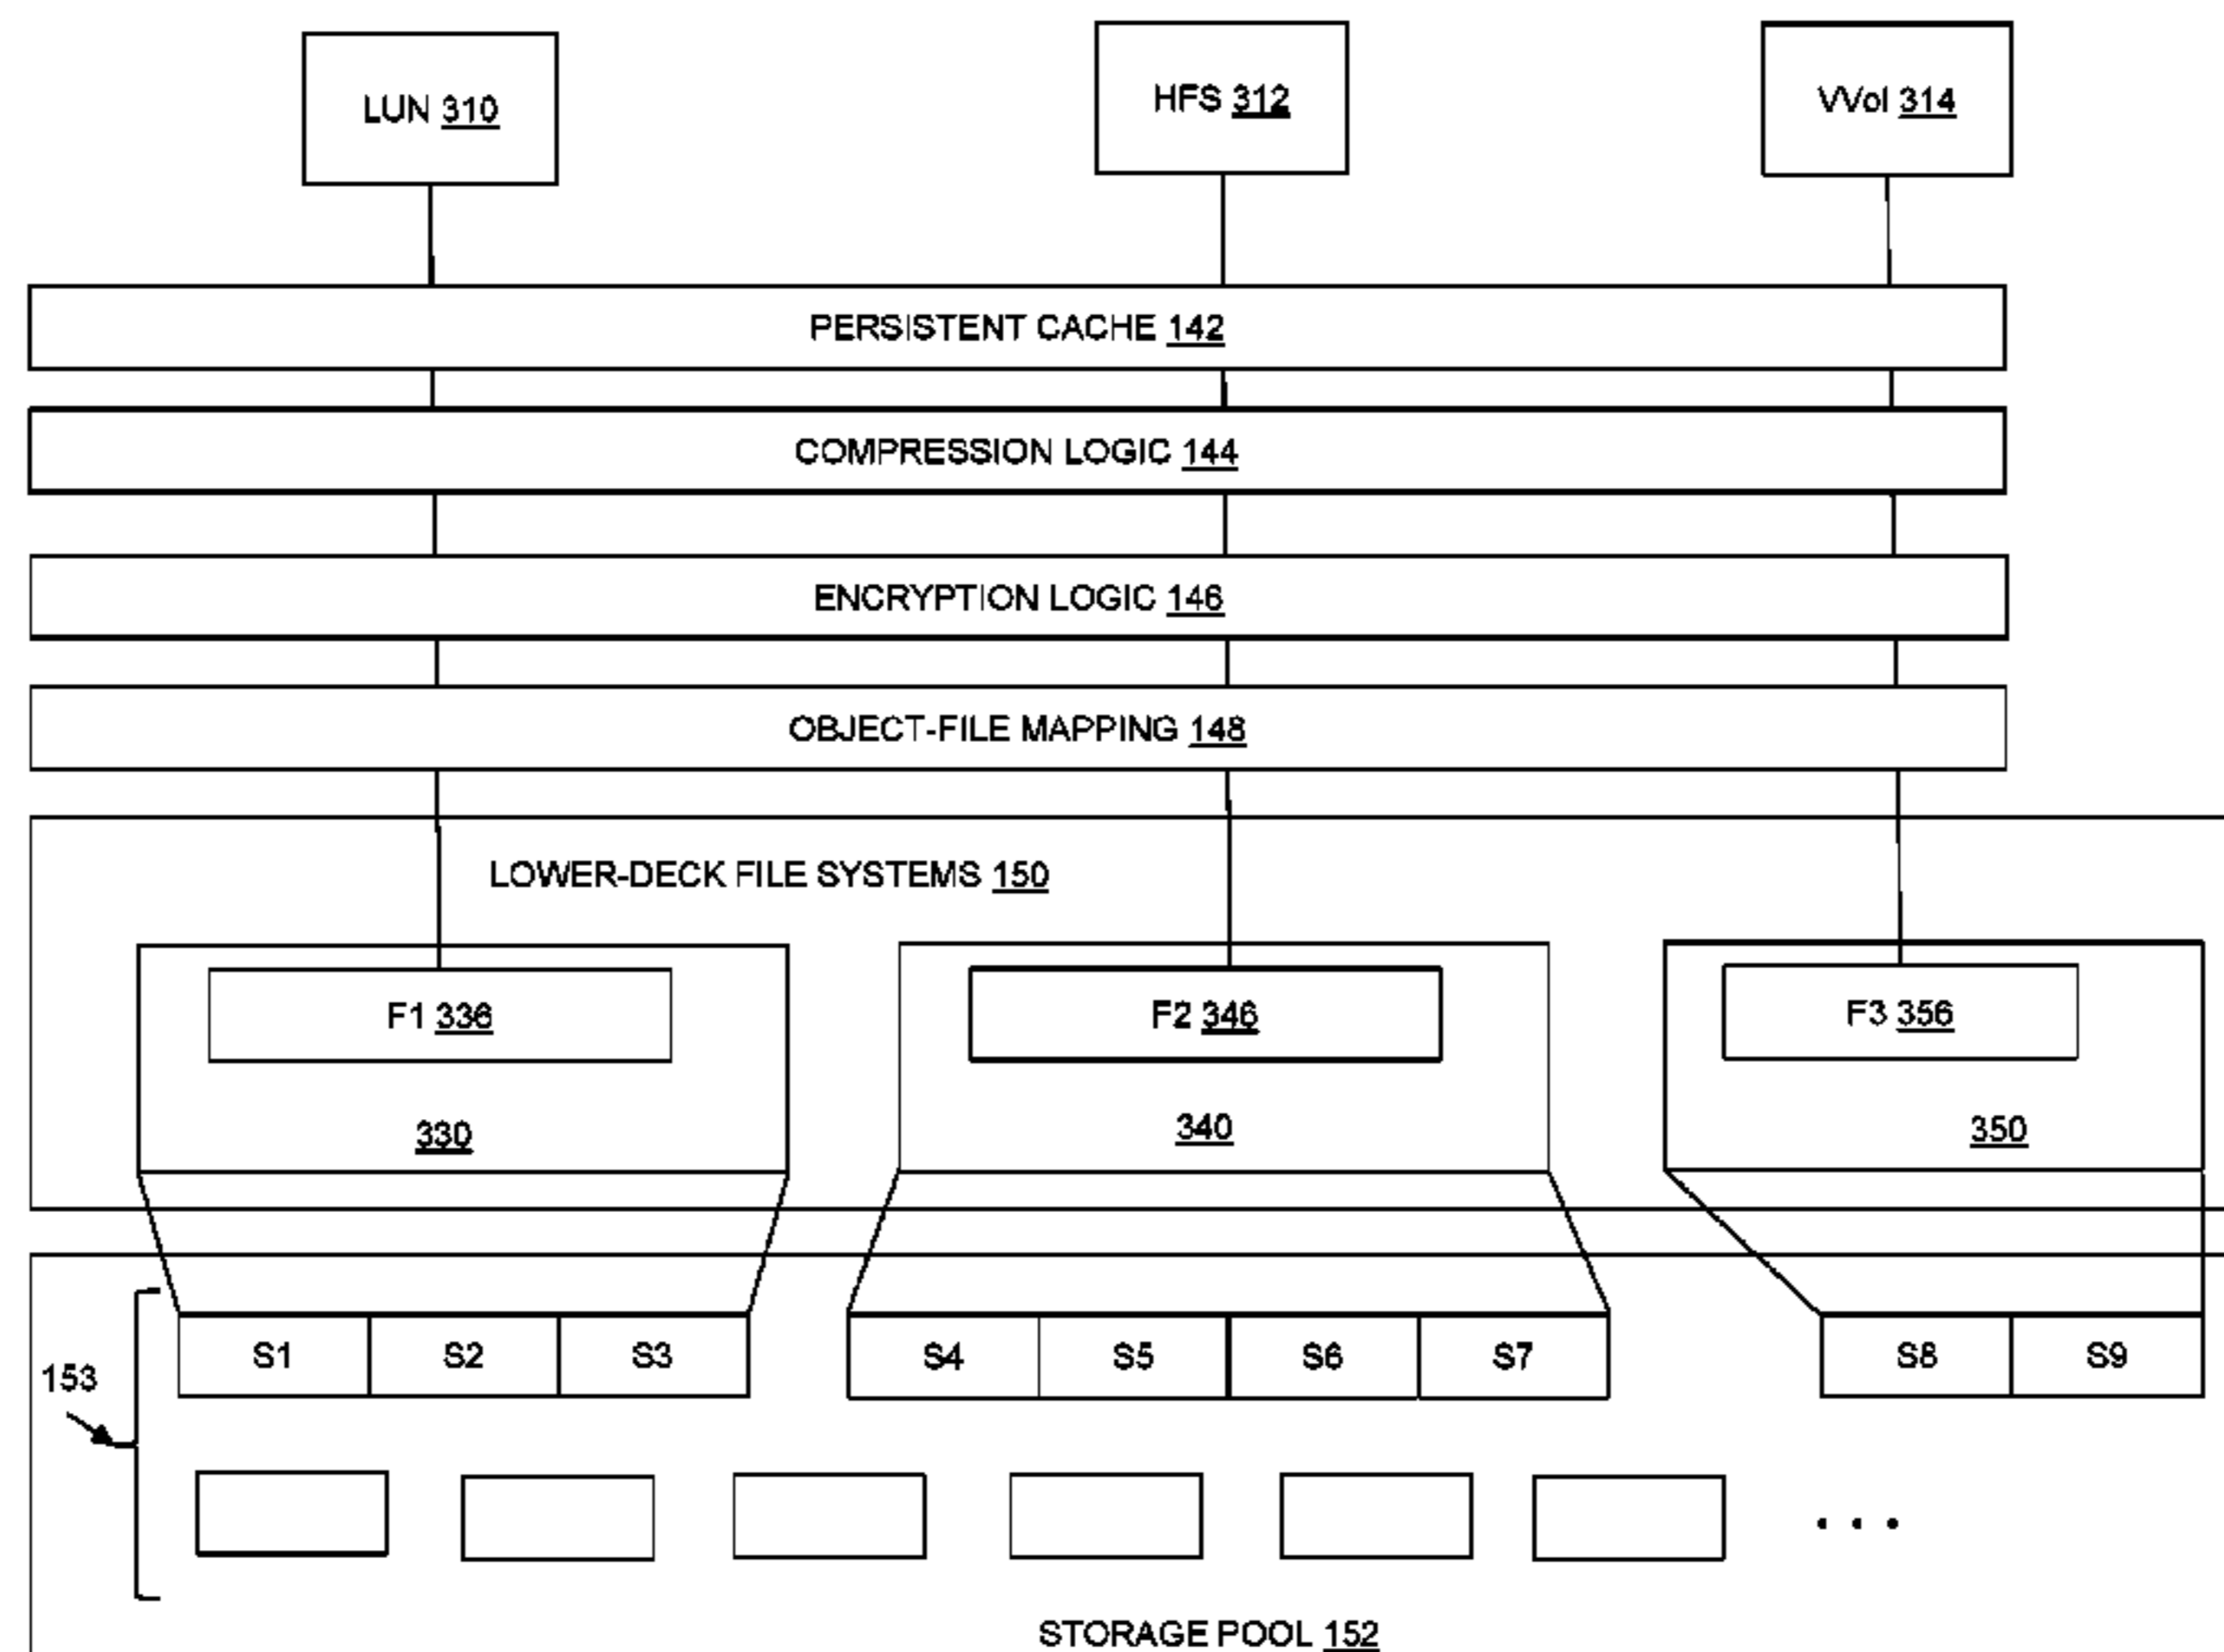 LUN 310
HFS 312
VVol 314
PERSISTENT CACHE 142
COMPRESSION LOGIC 144
ENCRYPTION LOGIC 146
OBJECT-FILE MAPPING 148
LOWER-DECK FILE SYSTEMS 150
F1 336
F2 346
F3 356
330
340
350
S1 S2 S3 S4 S5 S6 S7 S8 S9
153
. . .
STORAGE POOL 152